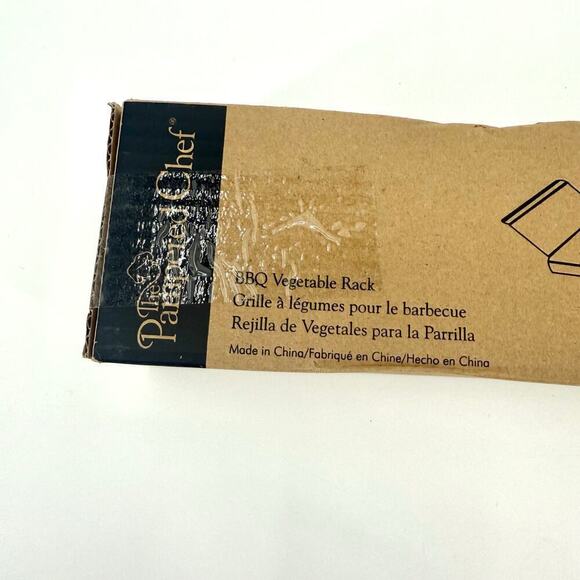 The
Pampered Chef®
BBQ Vegetable Rack
Grille à légumes pour le barbecue
Rejilla de Vegetales para la Parrilla
Made in China/Fabriqué en Chine/Hecho en China